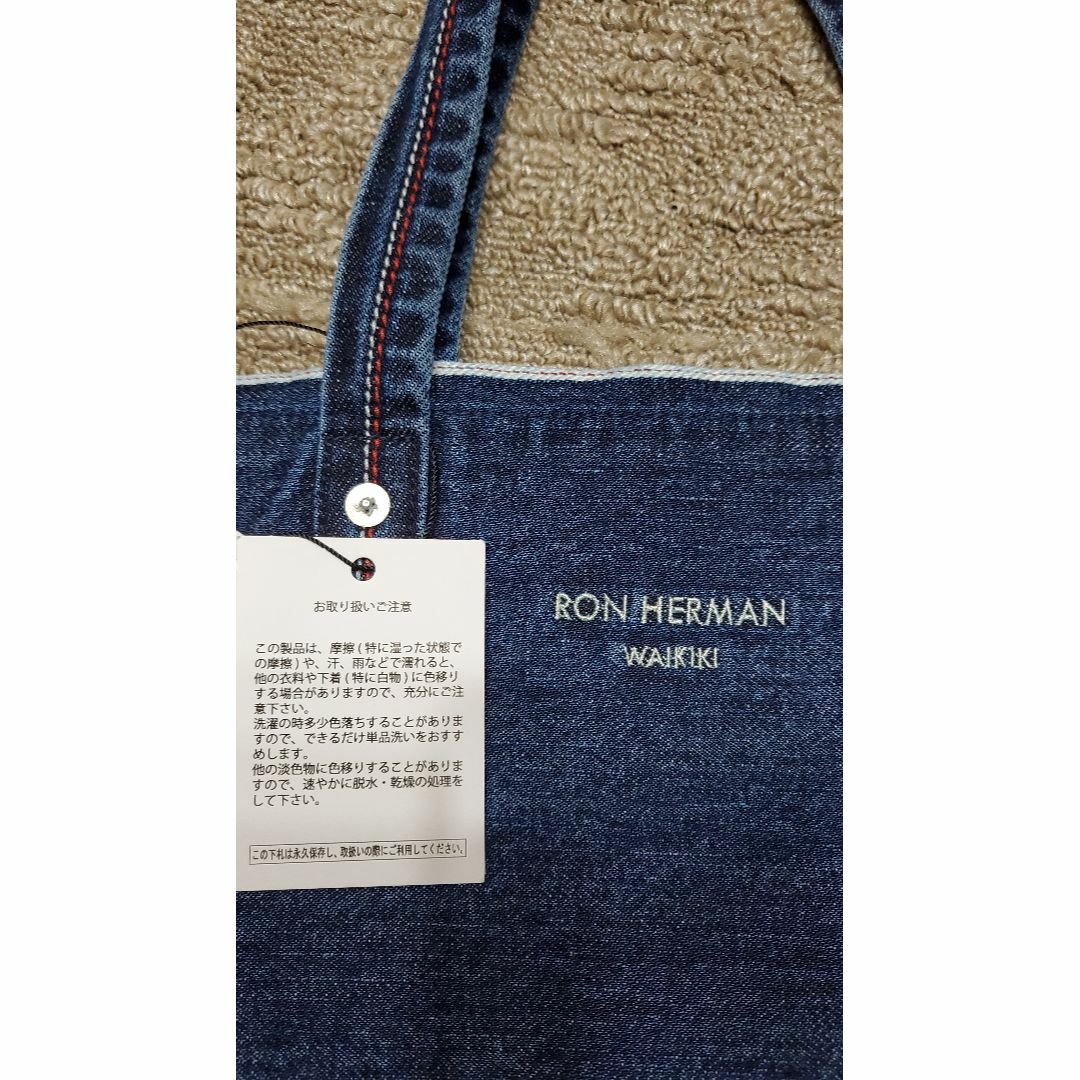 お取り扱いご注意
この製品は、摩擦(特に湿った状態で
の摩擦)や、汗、雨などで濡れると、
他の衣料や下着(特に白物)に色移り
する場合がありますので、充分にご注
意下さい。
洗濯の時多少色落ちすることがありま
すので、できるだけ単品洗いをおすす
めします。
他の淡色物に色移りすることがありま
すので、速やかに脱水・乾燥の処理を
して下さい。
この下札は永久保存し、取扱いの際にご利用してください。
RON HERMAN
WAIKIKI